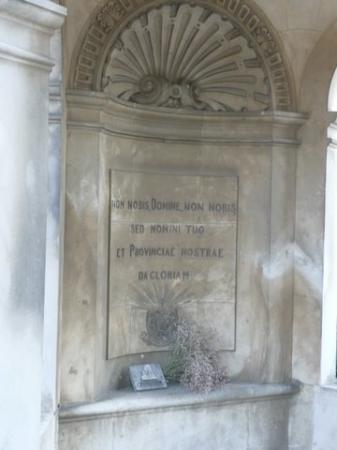 NON NOBIS, DOMINE, NON NOBIS
SED NOMINI TUO
ET PROVINCIAE NOSTRAE
DA GLORIAM